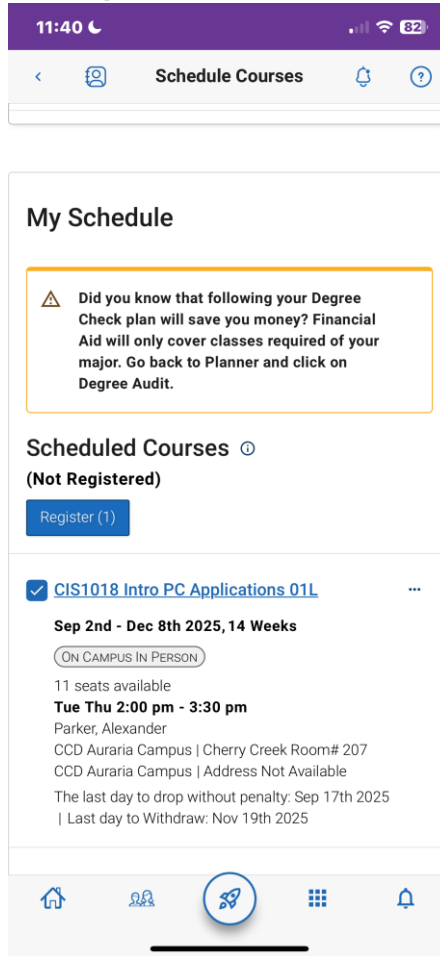 11:40
82
Schedule Courses
My Schedule
Did you know that following your Degree
Check plan will save you money? Financial
Aid will only cover classes required of your
major. Go back to Planner and click on
Degree Audit.
Scheduled Courses
(Not Registered)
Register (1)
CIS1018 Intro PC Applications 01L
Sep 2nd - Dec 8th 2025, 14 Weeks
On Campus In Person
11 seats available
Tue Thu 2:00 pm - 3:30 pm
Parker, Alexander
CCD Auraria Campus | Cherry Creek Room# 207
CCD Auraria Campus | Address Not Available
The last day to drop without penalty: Sep 17th 2025
| Last day to Withdraw: Nov 19th 2025